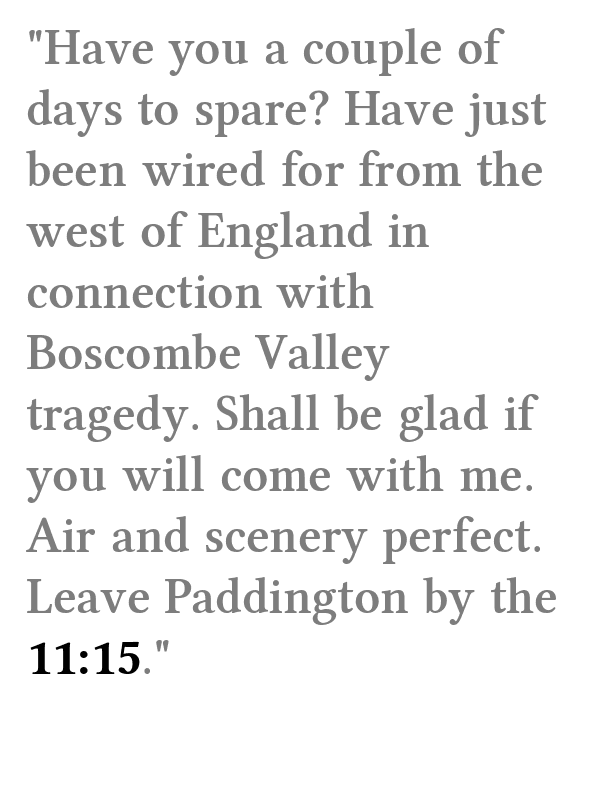 "Have you a couple of
days to spare? Have just
been wired for from the
west of England in
connection with
Boscombe Valley
tragedy. Shall be glad if
you will come with me.
Air and scenery perfect.
Leave Paddington by the
11:15."